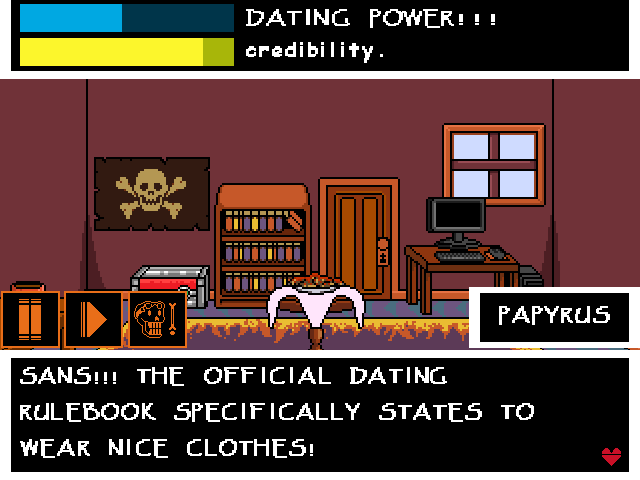 DATING POWER!!!
credibility.
PAPYRUS
SANS!!! THE OFFICIAL DATING
RULEBOOK SPECIFICALLY STATES TO
WEAR NICE CLOTHES!